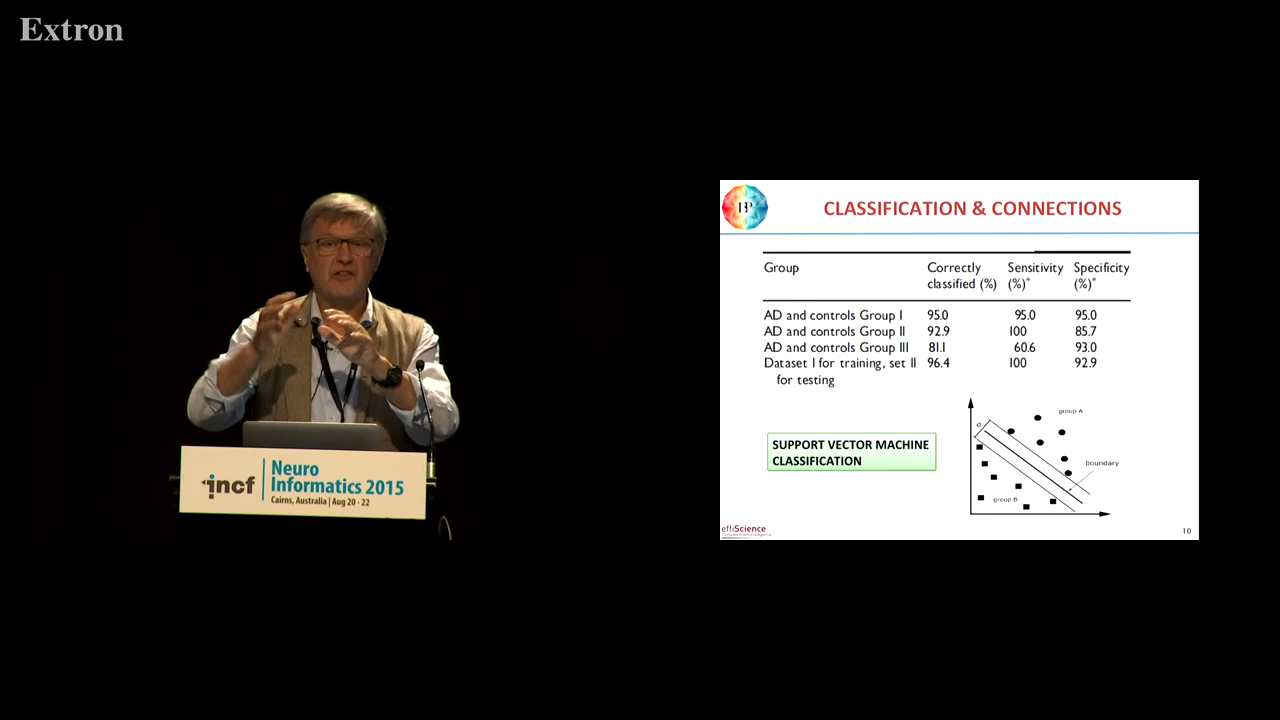 Extron
incf
Neuro
Informatics 2015
Cairns, Australia | Aug 20 - 22
CLASSIFICATION & CONNECTIONS
Group Correctly classified (%) Sensitivity (%)* Specificity (%)*
AD and controls Group I 95.0 95.0 95.0
AD and controls Group II 92.9 100 85.7
AD and controls Group III 81.1 60.6 93.0
Dataset I for training, set II 96.4 100 92.9
for testing
SUPPORT VECTOR MACHINE
CLASSIFICATION
group A
d
boundary
group B
effiScience
10